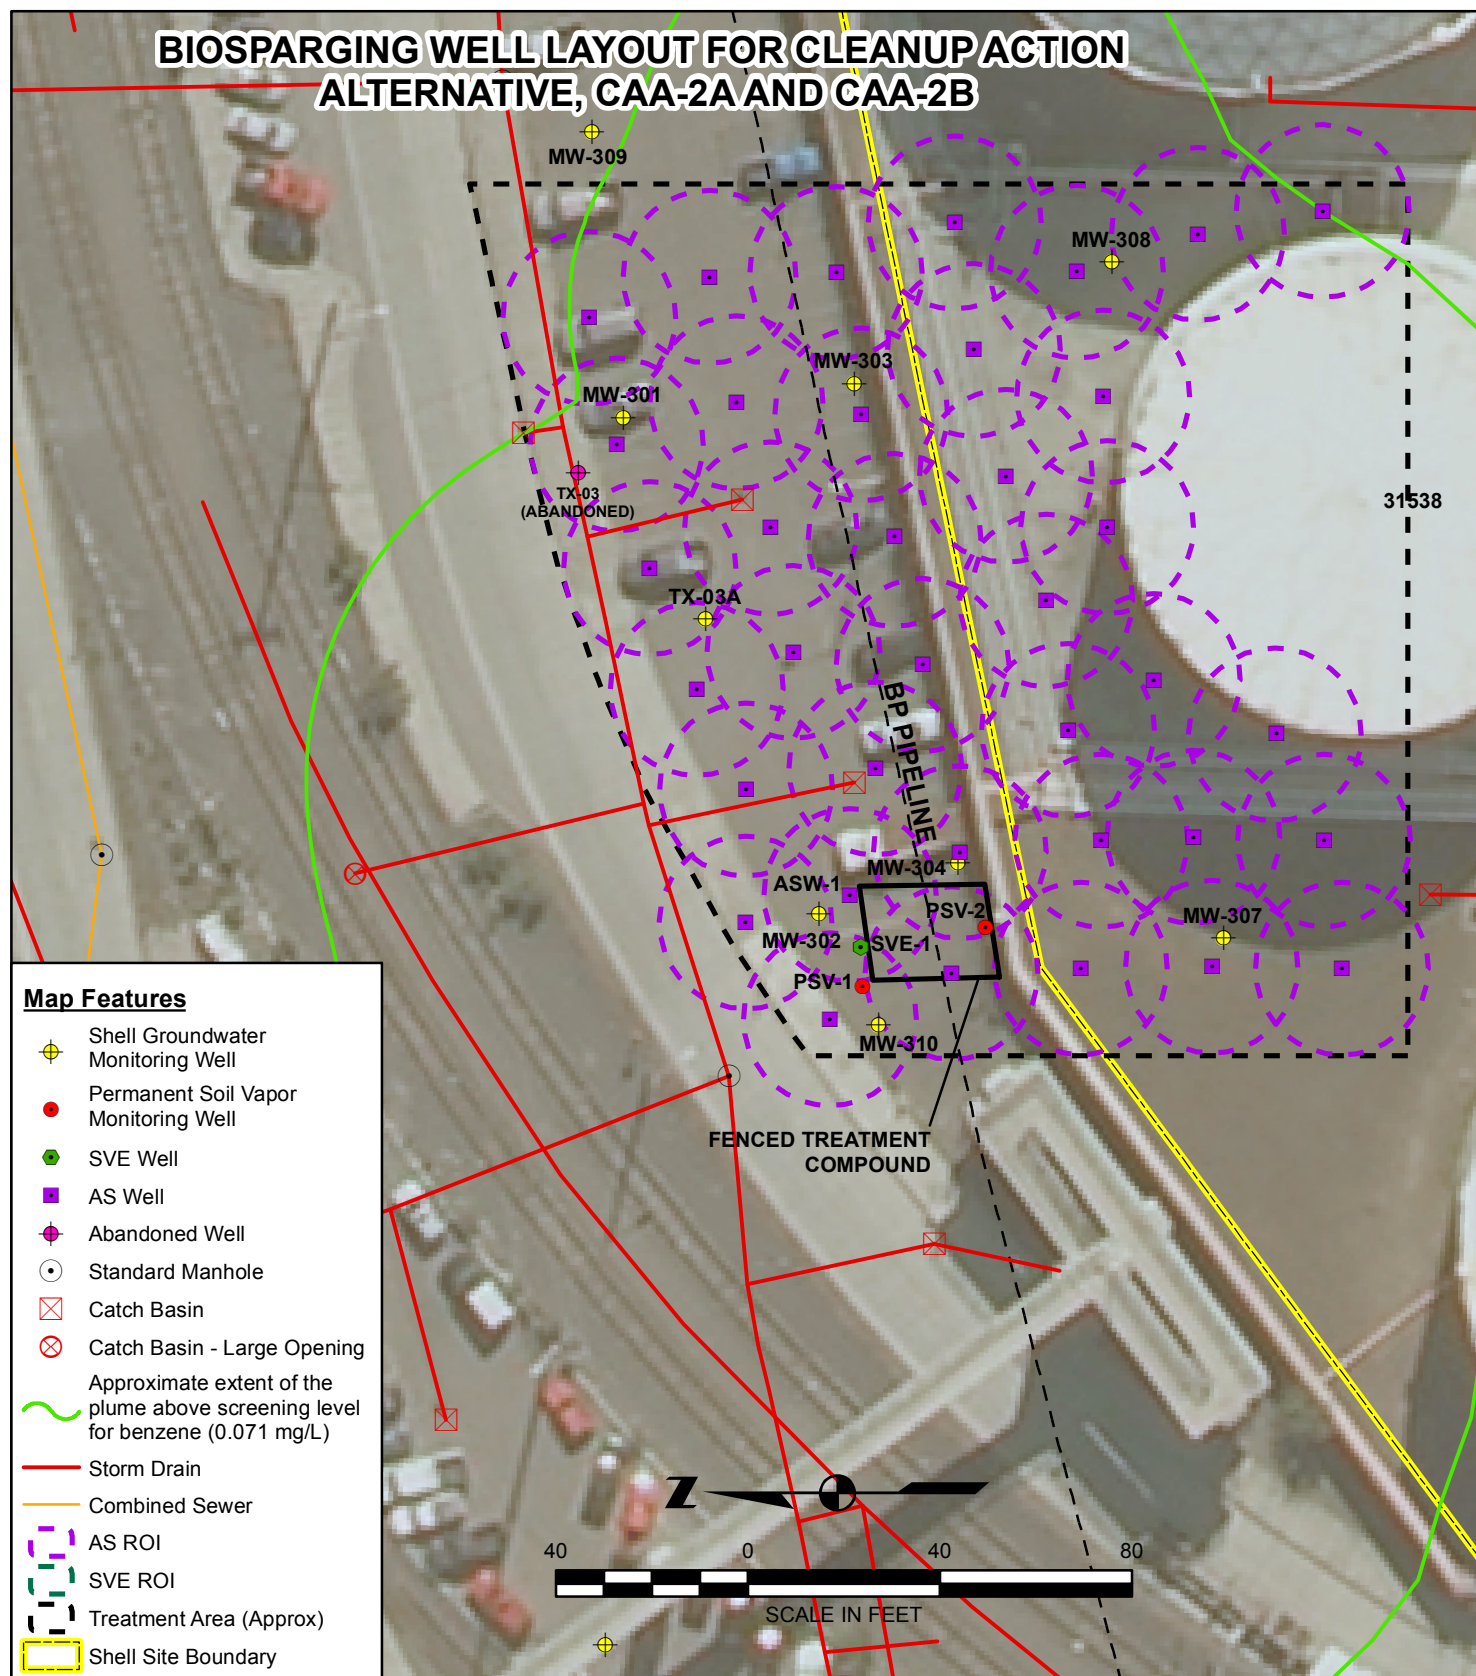 BIOSPARGING WELL LAYOUT FOR CLEANUP ACTION
ALTERNATIVE, CAA-2A AND CAA-2B
MW-309
MW-308
MW-303
MW-301
TX-03
(ABANDONED)
31538
TX-03A
BP PIPELINE
MW-304
ASW-1
PSV-2
MW-307
MW-302
SVE-1
PSV-1
MW-310
FENCED TREATMENT
COMPOUND
Map Features
Shell Groundwater
Monitoring Well
Permanent Soil Vapor
Monitoring Well
SVE Well
AS Well
Abandoned Well
Standard Manhole
Catch Basin
Catch Basin - Large Opening
Approximate extent of the
plume above screening level
for benzene (0.071 mg/L)
Storm Drain
Combined Sewer
AS ROI
SVE ROI
Treatment Area (Approx)
Shell Site Boundary
Z
40 0 40 80
SCALE IN FEET